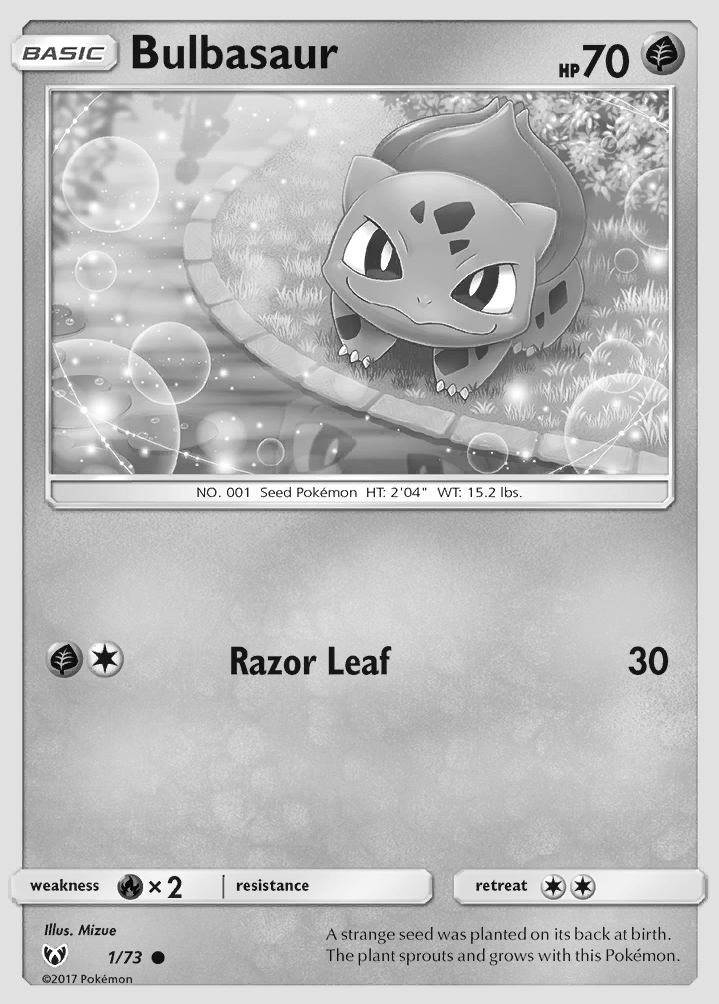 BASIC Bulbasaur HP 70
NO. 001 Seed Pokémon HT: 2'04" WT: 15.2 lbs.
Razor Leaf 30
weakness × 2 resistance retreat
Illus. Mizue
1/73
©2017 Pokémon
A strange seed was planted on its back at birth.
The plant sprouts and grows with this Pokémon.